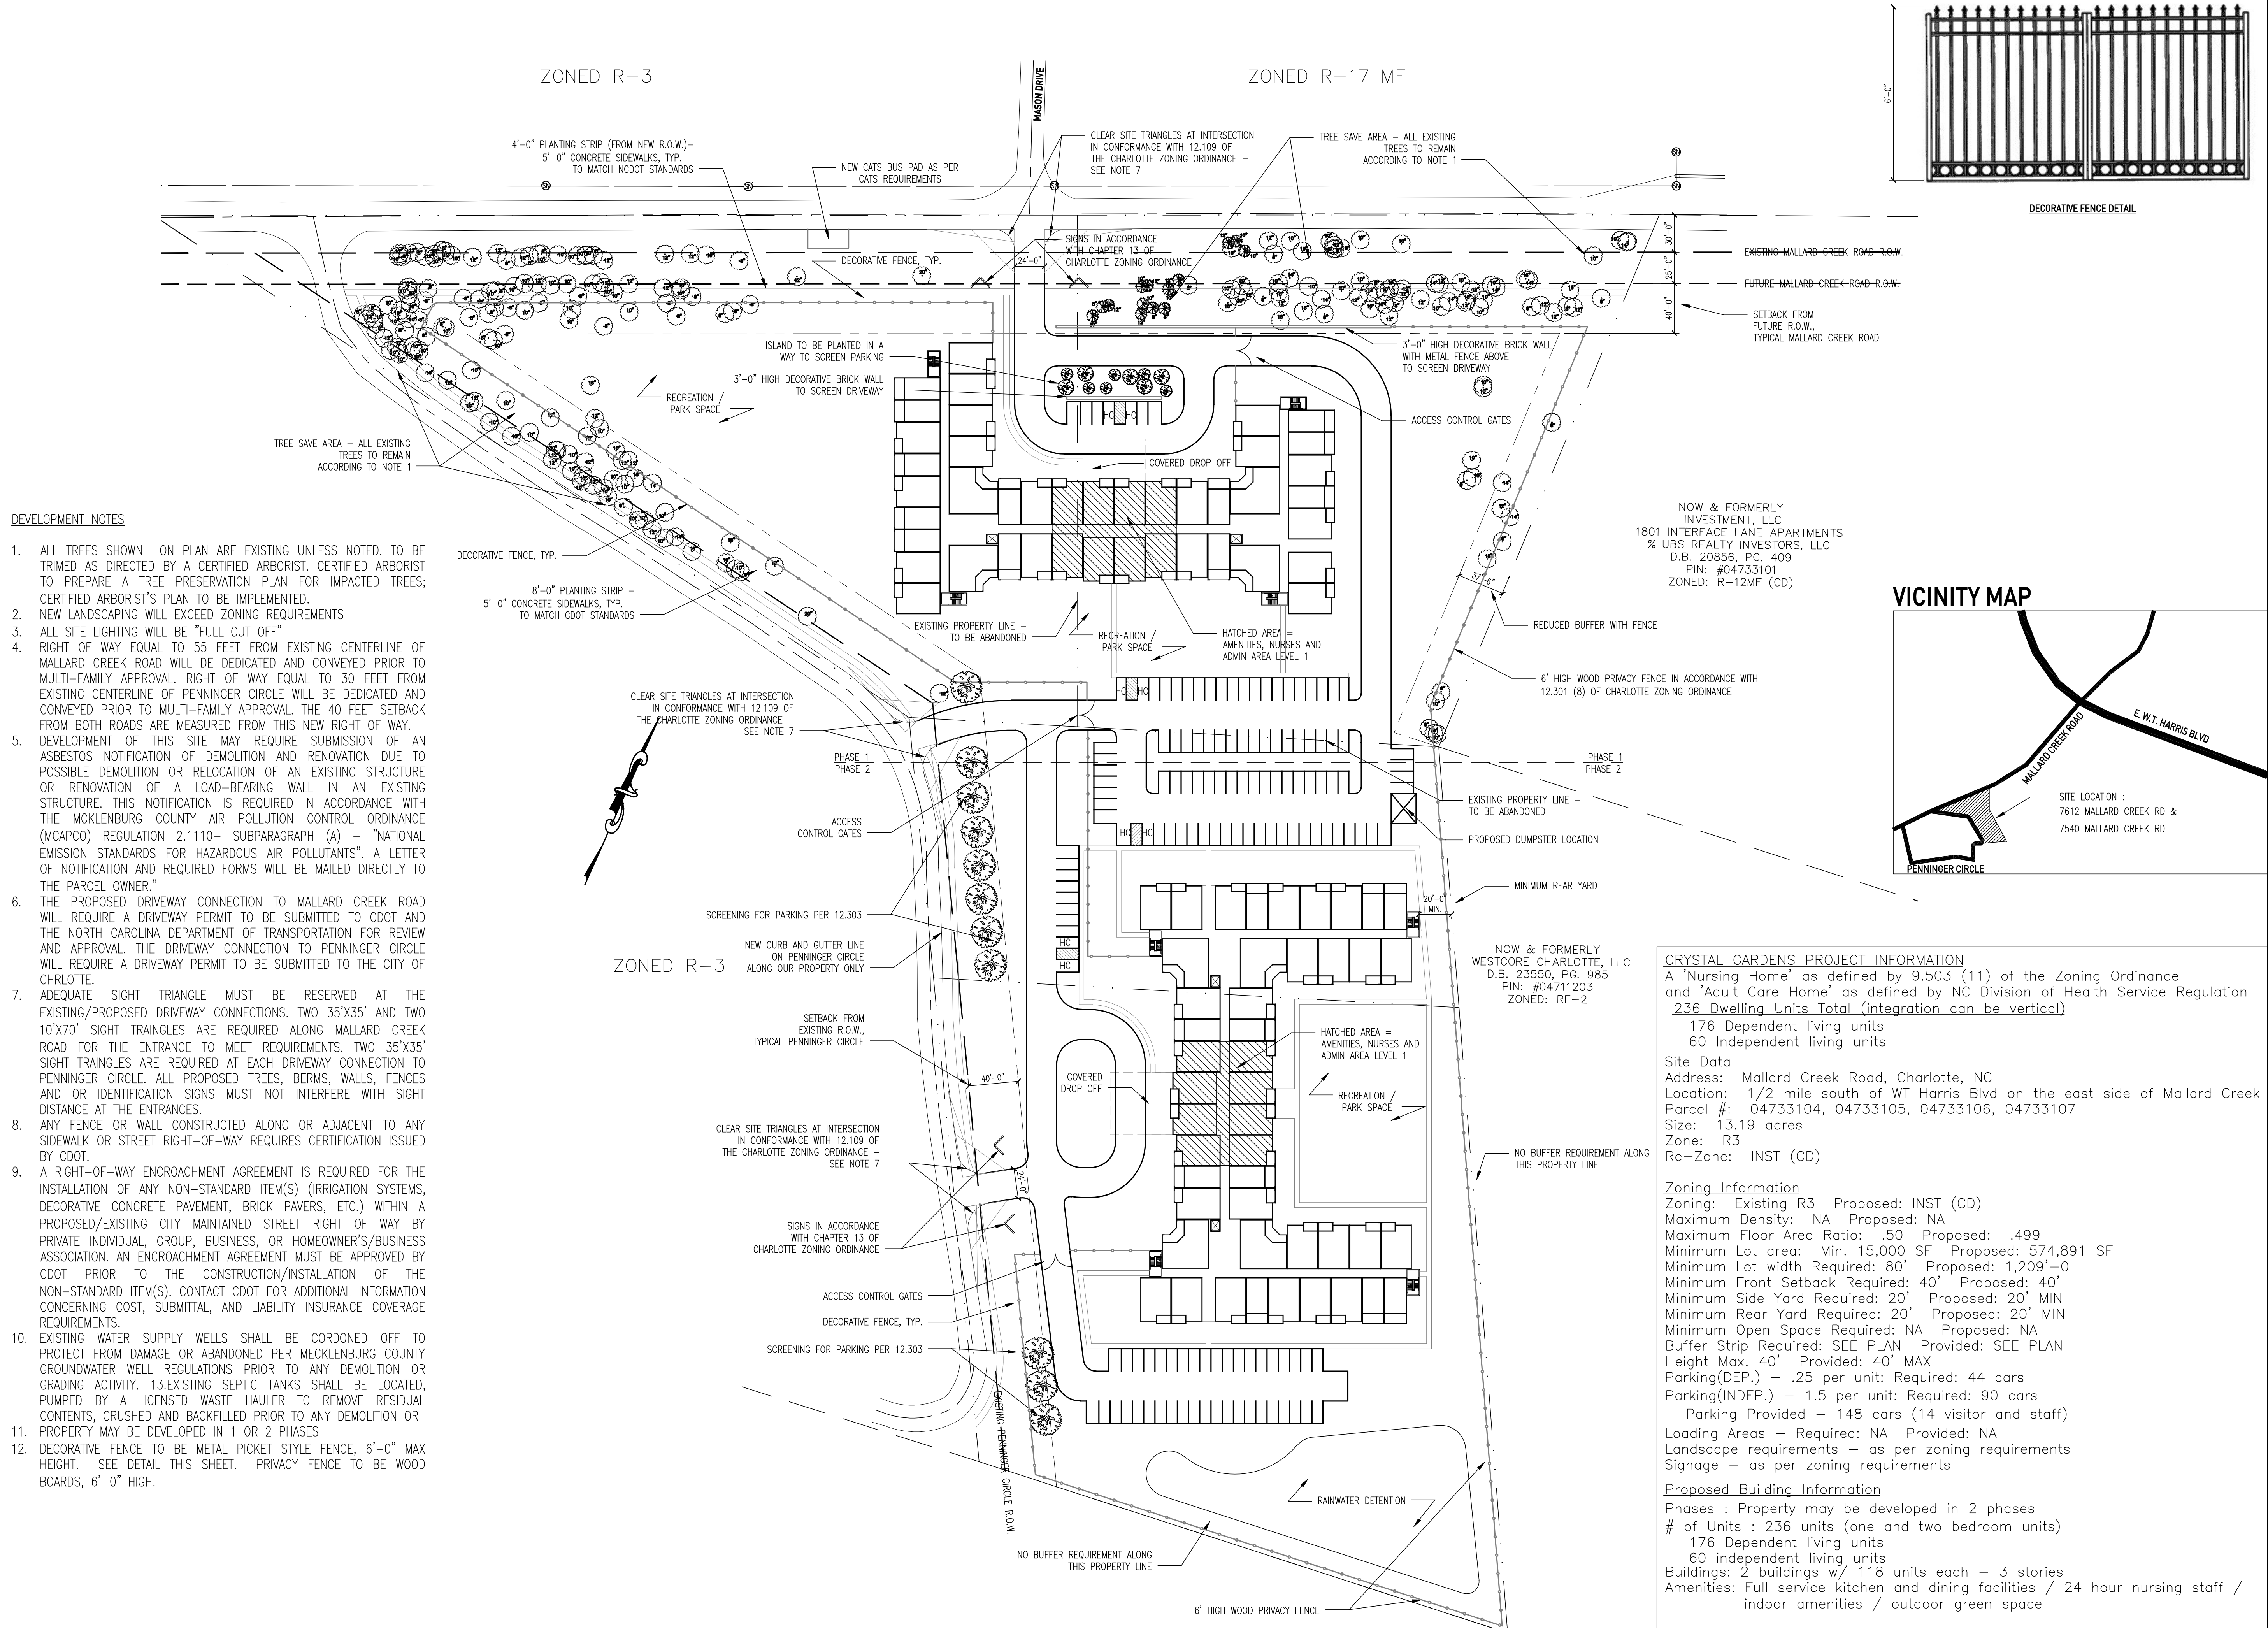 ZONED R-3
MASON DRIVE
ZONED R-17 MF
6'-0"
DECORATIVE FENCE DETAIL
4'-0" PLANTING STRIP (FROM NEW R.O.W.)-
5'-0" CONCRETE SIDEWALKS, TYP. -
TO MATCH NCDOT STANDARDS
NEW CATS BUS PAD AS PER
CATS REQUIREMENTS
CLEAR SITE TRIANGLES AT INTERSECTION
IN CONFORMANCE WITH 12.109 OF
THE CHARLOTTE ZONING ORDINANCE -
SEE NOTE 7
TREE SAVE AREA - ALL EXISTING
TREES TO REMAIN
ACCORDING TO NOTE 1
SIGNS IN ACCORDANCE
WITH CHAPTER 13 OF
CHARLOTTE ZONING ORDINANCE
DECORATIVE FENCE, TYP.
24'-0"
30'-0"
25'-0"
40'-0"
EXISTING MALLARD CREEK ROAD R.O.W.
FUTURE MALLARD CREEK ROAD R.O.W.
SETBACK FROM
FUTURE R.O.W.,
TYPICAL MALLARD CREEK ROAD
ISLAND TO BE PLANTED IN A
WAY TO SCREEN PARKING
3'-0" HIGH DECORATIVE BRICK WALL
TO SCREEN DRIVEWAY
3'-0" HIGH DECORATIVE BRICK WALL
WITH METAL FENCE ABOVE
TO SCREEN DRIVEWAY
RECREATION /
PARK SPACE
HC HC
ACCESS CONTROL GATES
TREE SAVE AREA - ALL EXISTING
TREES TO REMAIN
ACCORDING TO NOTE 1
COVERED DROP OFF
NOW & FORMERLY
INVESTMENT, LLC
1801 INTERFACE LANE APARTMENTS
% UBS REALTY INVESTORS, LLC
D.B. 20856, PG. 409
PIN: #04733101
ZONED: R-12MF (CD)
DECORATIVE FENCE, TYP.
8'-0" PLANTING STRIP -
5'-0" CONCRETE SIDEWALKS, TYP. -
TO MATCH CDOT STANDARDS
37'-6"
EXISTING PROPERTY LINE -
TO BE ABANDONED
RECREATION /
PARK SPACE
HATCHED AREA =
AMENITIES, NURSES AND
ADMIN AREA LEVEL 1
REDUCED BUFFER WITH FENCE
6' HIGH WOOD PRIVACY FENCE IN ACCORDANCE WITH
12.301 (8) OF CHARLOTTE ZONING ORDINANCE
HC HC
CLEAR SITE TRIANGLES AT INTERSECTION
IN CONFORMANCE WITH 12.109 OF
THE CHARLOTTE ZONING ORDINANCE -
SEE NOTE 7
PHASE 1
PHASE 2
PHASE 1
PHASE 2
EXISTING PROPERTY LINE -
TO BE ABANDONED
ACCESS
CONTROL GATES
HC HC
PROPOSED DUMPSTER LOCATION
MINIMUM REAR YARD
20'-0"
MIN.
SCREENING FOR PARKING PER 12.303
HC
HC
NEW CURB AND GUTTER LINE
ON PENNINGER CIRCLE
ALONG OUR PROPERTY ONLY
ZONED R-3
NOW & FORMERLY
WESTCORE CHARLOTTE, LLC
D.B. 23550, PG. 985
PIN: #04711203
ZONED: RE-2
SETBACK FROM
EXISTING R.O.W.,
TYPICAL PENNINGER CIRCLE
40'-0"
HATCHED AREA =
AMENITIES, NURSES AND
ADMIN AREA LEVEL 1
COVERED
DROP OFF
RECREATION /
PARK SPACE
CLEAR SITE TRIANGLES AT INTERSECTION
IN CONFORMANCE WITH 12.109 OF
THE CHARLOTTE ZONING ORDINANCE -
SEE NOTE 7
24'-0"
NO BUFFER REQUIREMENT ALONG
THIS PROPERTY LINE
SIGNS IN ACCORDANCE
WITH CHAPTER 13 OF
CHARLOTTE ZONING ORDINANCE
ACCESS CONTROL GATES
DECORATIVE FENCE, TYP.
SCREENING FOR PARKING PER 12.303
EXISTING PENNINGER CIRCLE R.O.W.
RAINWATER DETENTION
NO BUFFER REQUIREMENT ALONG
THIS PROPERTY LINE
6' HIGH WOOD PRIVACY FENCE
DEVELOPMENT NOTES
1. ALL TREES SHOWN ON PLAN ARE EXISTING UNLESS NOTED. TO BE
TRIMED AS DIRECTED BY A CERTIFIED ARBORIST. CERTIFIED ARBORIST
TO PREPARE A TREE PRESERVATION PLAN FOR IMPACTED TREES;
CERTIFIED ARBORIST'S PLAN TO BE IMPLEMENTED.
2. NEW LANDSCAPING WILL EXCEED ZONING REQUIREMENTS
3. ALL SITE LIGHTING WILL BE "FULL CUT OFF"
4. RIGHT OF WAY EQUAL TO 55 FEET FROM EXISTING CENTERLINE OF
MALLARD CREEK ROAD WILL DE DEDICATED AND CONVEYED PRIOR TO
MULTI-FAMILY APPROVAL. RIGHT OF WAY EQUAL TO 30 FEET FROM
EXISTING CENTERLINE OF PENNINGER CIRCLE WILL BE DEDICATED AND
CONVEYED PRIOR TO MULTI-FAMILY APPROVAL. THE 40 FEET SETBACK
FROM BOTH ROADS ARE MEASURED FROM THIS NEW RIGHT OF WAY.
5. DEVELOPMENT OF THIS SITE MAY REQUIRE SUBMISSION OF AN
ASBESTOS NOTIFICATION OF DEMOLITION AND RENOVATION DUE TO
POSSIBLE DEMOLITION OR RELOCATION OF AN EXISTING STRUCTURE
OR RENOVATION OF A LOAD-BEARING WALL IN AN EXISTING
STRUCTURE. THIS NOTIFICATION IS REQUIRED IN ACCORDANCE WITH
THE MCKLENBURG COUNTY AIR POLLUTION CONTROL ORDINANCE
(MCAPCO) REGULATION 2.1110- SUBPARAGRAPH (A) - "NATIONAL
EMISSION STANDARDS FOR HAZARDOUS AIR POLLUTANTS". A LETTER
OF NOTIFICATION AND REQUIRED FORMS WILL BE MAILED DIRECTLY TO
THE PARCEL OWNER."
6. THE PROPOSED DRIVEWAY CONNECTION TO MALLARD CREEK ROAD
WILL REQUIRE A DRIVEWAY PERMIT TO BE SUBMITTED TO CDOT AND
THE NORTH CAROLINA DEPARTMENT OF TRANSPORTATION FOR REVIEW
AND APPROVAL. THE DRIVEWAY CONNECTION TO PENNINGER CIRCLE
WILL REQUIRE A DRIVEWAY PERMIT TO BE SUBMITTED TO THE CITY OF
CHRLOTTE.
7. ADEQUATE SIGHT TRIANGLE MUST BE RESERVED AT THE
EXISTING/PROPOSED DRIVEWAY CONNECTIONS. TWO 35'X35' AND TWO
10'X70' SIGHT TRAINGLES ARE REQUIRED ALONG MALLARD CREEK
ROAD FOR THE ENTRANCE TO MEET REQUIREMENTS. TWO 35'X35'
SIGHT TRAINGLES ARE REQUIRED AT EACH DRIVEWAY CONNECTION TO
PENNINGER CIRCLE. ALL PROPOSED TREES, BERMS, WALLS, FENCES
AND OR IDENTIFICATION SIGNS MUST NOT INTERFERE WITH SIGHT
DISTANCE AT THE ENTRANCES.
8. ANY FENCE OR WALL CONSTRUCTED ALONG OR ADJACENT TO ANY
SIDEWALK OR STREET RIGHT-OF-WAY REQUIRES CERTIFICATION ISSUED
BY CDOT.
9. A RIGHT-OF-WAY ENCROACHMENT AGREEMENT IS REQUIRED FOR THE
INSTALLATION OF ANY NON-STANDARD ITEM(S) (IRRIGATION SYSTEMS,
DECORATIVE CONCRETE PAVEMENT, BRICK PAVERS, ETC.) WITHIN A
PROPOSED/EXISTING CITY MAINTAINED STREET RIGHT OF WAY BY
PRIVATE INDIVIDUAL, GROUP, BUSINESS, OR HOMEOWNER'S/BUSINESS
ASSOCIATION. AN ENCROACHMENT AGREEMENT MUST BE APPROVED BY
CDOT PRIOR TO THE CONSTRUCTION/INSTALLATION OF THE
NON-STANDARD ITEM(S). CONTACT CDOT FOR ADDITIONAL INFORMATION
CONCERNING COST, SUBMITTAL, AND LIABILITY INSURANCE COVERAGE
REQUIREMENTS.
10. EXISTING WATER SUPPLY WELLS SHALL BE CORDONED OFF TO
PROTECT FROM DAMAGE OR ABANDONED PER MECKLENBURG COUNTY
GROUNDWATER WELL REGULATIONS PRIOR TO ANY DEMOLITION OR
GRADING ACTIVITY. 13.EXISTING SEPTIC TANKS SHALL BE LOCATED,
PUMPED BY A LICENSED WASTE HAULER TO REMOVE RESIDUAL
CONTENTS, CRUSHED AND BACKFILLED PRIOR TO ANY DEMOLITION OR
11. PROPERTY MAY BE DEVELOPED IN 1 OR 2 PHASES
12. DECORATIVE FENCE TO BE METAL PICKET STYLE FENCE, 6'-0" MAX
HEIGHT. SEE DETAIL THIS SHEET. PRIVACY FENCE TO BE WOOD
BOARDS, 6'-0" HIGH.
VICINITY MAP
E. W.T. HARRIS BLVD
MALLARD CREEK ROAD
SITE LOCATION :
7612 MALLARD CREEK RD &
7540 MALLARD CREEK RD
PENNINGER CIRCLE
CRYSTAL GARDENS PROJECT INFORMATION
A 'Nursing Home' as defined by 9.503 (11) of the Zoning Ordinance
and 'Adult Care Home' as defined by NC Division of Health Service Regulation
236 Dwelling Units Total (integration can be vertical)
176 Dependent living units
60 Independent living units
Site Data
Address: Mallard Creek Road, Charlotte, NC
Location: 1/2 mile south of WT Harris Blvd on the east side of Mallard Creek
Parcel #: 04733104, 04733105, 04733106, 04733107
Size: 13.19 acres
Zone: R3
Re-Zone: INST (CD)
Zoning Information
Zoning: Existing R3 Proposed: INST (CD)
Maximum Density: NA Proposed: NA
Maximum Floor Area Ratio: .50 Proposed: .499
Minimum Lot area: Min. 15,000 SF Proposed: 574,891 SF
Minimum Lot width Required: 80' Proposed: 1,209'-0
Minimum Front Setback Required: 40' Proposed: 40'
Minimum Side Yard Required: 20' Proposed: 20' MIN
Minimum Rear Yard Required: 20' Proposed: 20' MIN
Minimum Open Space Required: NA Proposed: NA
Buffer Strip Required: SEE PLAN Provided: SEE PLAN
Height Max. 40' Provided: 40' MAX
Parking(DEP.) - .25 per unit: Required: 44 cars
Parking(INDEP.) - 1.5 per unit: Required: 90 cars
Parking Provided - 148 cars (14 visitor and staff)
Loading Areas - Required: NA Provided: NA
Landscape requirements - as per zoning requirements
Signage - as per zoning requirements
Proposed Building Information
Phases : Property may be developed in 2 phases
# of Units : 236 units (one and two bedroom units)
176 Dependent living units
60 independent living units
Buildings: 2 buildings w/ 118 units each - 3 stories
Amenities: Full service kitchen and dining facilities / 24 hour nursing staff /
indoor amenities / outdoor green space